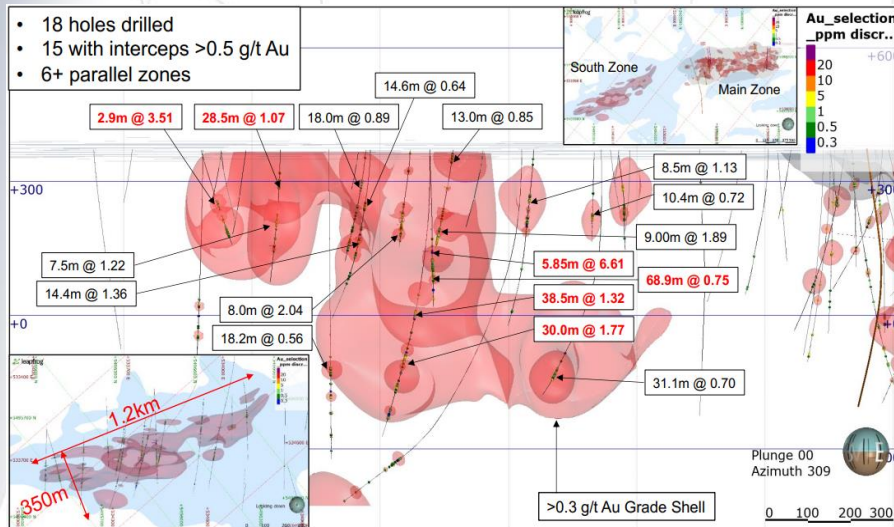 • 18 holes drilled
• 15 with interceps >0.5 g/t Au
• 6+ parallel zones
2.9m @ 3.51
28.5m @ 1.07
18.0m @ 0.89
14.6m @ 0.64
13.0m @ 0.85
South Zone
Main Zone
Au_selection
_ppm discr...
20
10
5
1
0.5
0.3
+600
+300
+300
8.5m @ 1.13
10.4m @ 0.72
9.00m @ 1.89
7.5m @ 1.22
14.4m @ 1.36
5.85m @ 6.61
68.9m @ 0.75
8.0m @ 2.04
38.5m @ 1.32
+0
18.2m @ 0.56
30.0m @ 1.77
31.1m @ 0.70
leapfrog
1.2km
350m
Looking down
>0.3 g/t Au Grade Shell
Plunge 00
Azimuth 309
E
0 100 200 300